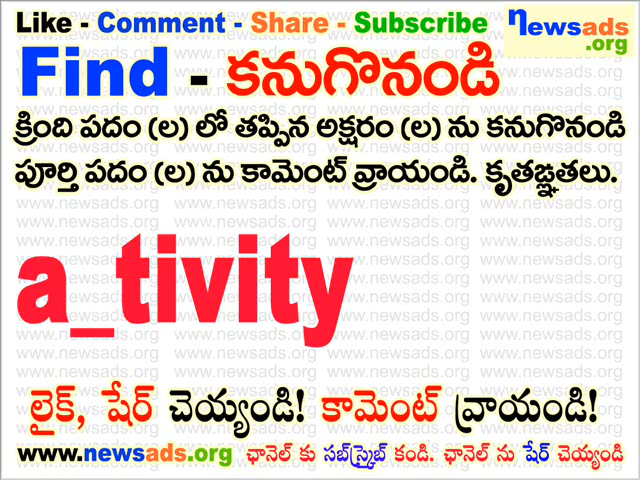 Like - Comment - Share - Subscribe
newsads
.org
Find - కనుగొనండి
క్రింది పదం (ల) లో తప్పిన అక్షరం (ల) ను కనుగొనండి
పూర్తి పదం (ల) ను కామెంట్ వ్రాయండి. కృతఙ్ఞతలు.
a_tivity
లైక్, షేర్ చెయ్యండి! కామెంట్ వ్రాయండి!
www.newsads.org ఛానెల్ కు సబ్‌స్క్రైబ్ కండి. ఛానెల్ ను షేర్ చెయ్యండి